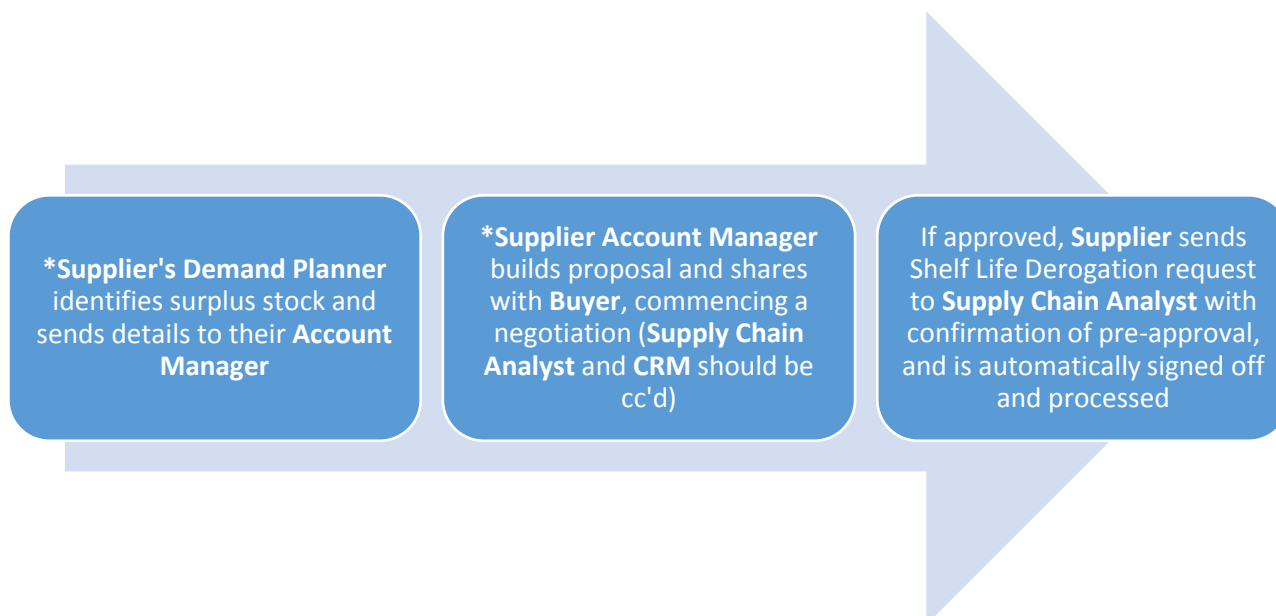 *Supplier's Demand Planner
identifies surplus stock and
sends details to their Account
Manager
*Supplier Account Manager
builds proposal and shares
with Buyer, commencing a
negotiation (Supply Chain
Analyst and CRM should be
cc'd)
If approved, Supplier sends
Shelf Life Derogation request
to Supply Chain Analyst with
confirmation of pre-approval,
and is automatically signed off
and processed